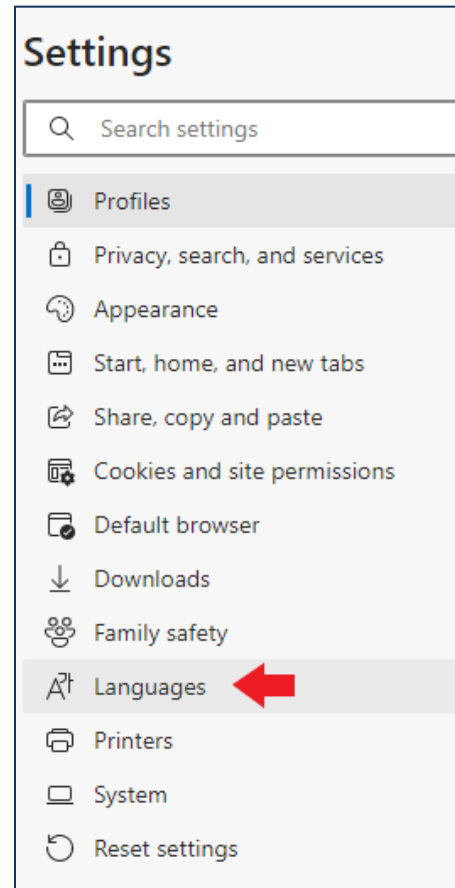 Settings
Search settings
Profiles
Privacy, search, and services
Appearance
Start, home, and new tabs
Share, copy and paste
Cookies and site permissions
Default browser
Downloads
Family safety
Languages
Printers
System
Reset settings